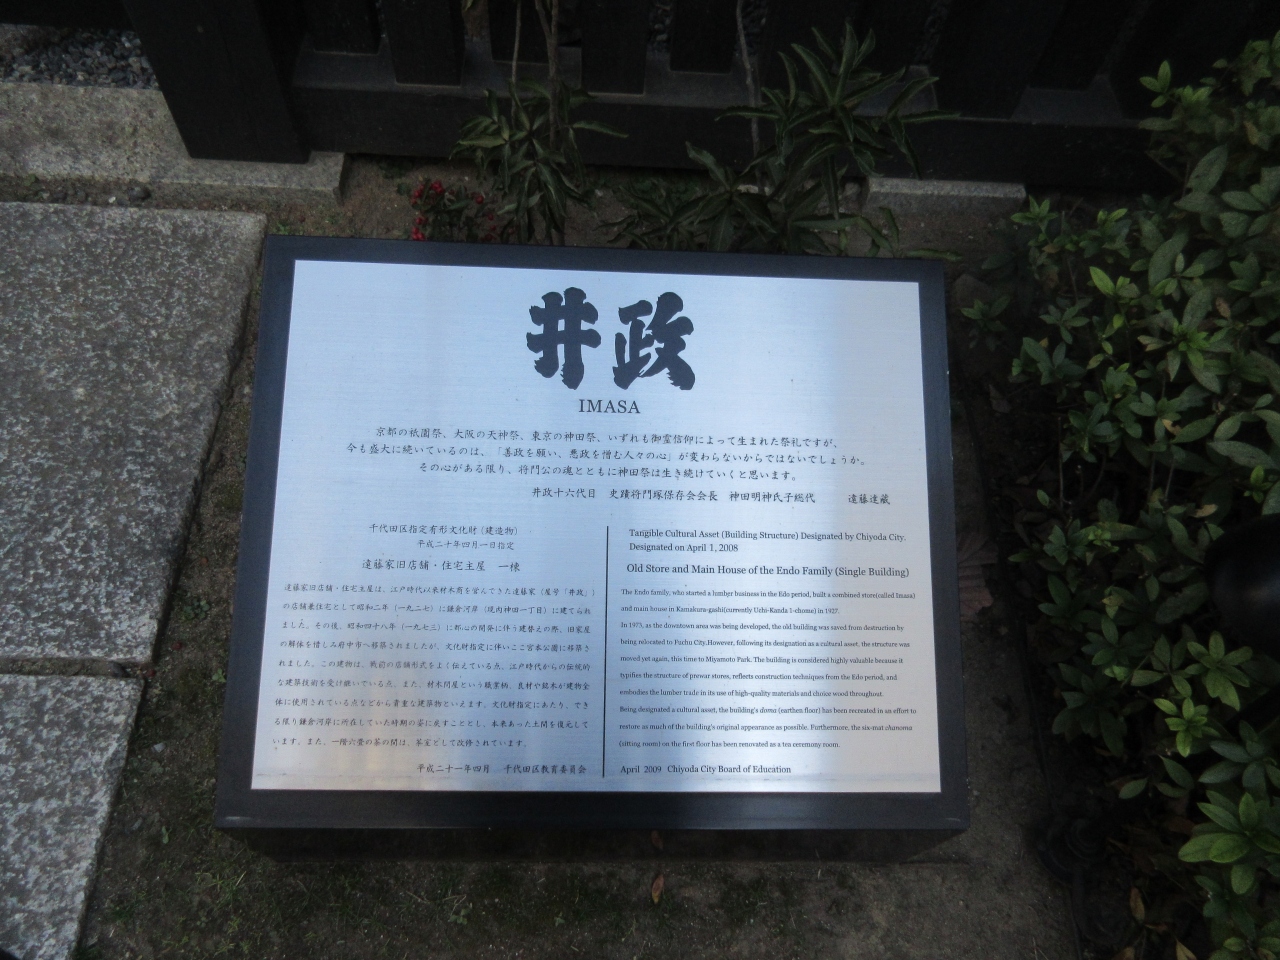 井政
IMASA
京都の祇園祭、大阪の天神祭、東京の神田祭、いずれも御霊信仰によって生まれた祭礼ですが、
今も盛大に続いているのは、「善政を願い、悪政を憎む人々の心」が変わらないからではないでしょうか。
その心がある限り、将門公の魂とともに神田祭は生き続けていくと思います。
井政十六代目 史蹟将門塚保存会会長 神田明神氏子総代 遠藤達藏
千代田区指定有形文化財（建造物）
平成二十年四月一日指定
遠藤家旧店舗・住宅主屋 一棟
遠藤家旧店舗・住宅主屋は、江戸時代以来材木商を営んできた遠藤家（屋号「井政」）
の店舗兼住宅として昭和二年（一九二七）に鎌倉河岸（現内神田一丁目）に建てられ
ました。その後、昭和四十八年（一九七三）に都心の開発に伴う建替えの際、旧家屋
の解体を惜しみ府中市へ移築されましたが、文化財指定に伴いここ宮本公園に移築さ
れました。この建物は、戦前の店舗形式をよく伝えている点、江戸時代からの伝統的
な建築技術を受け継いでいる点、また、材木問屋という職業柄、良材や銘木が建物全
体に使用されている点などから貴重な建築物といえます。文化財指定にあたり、でき
る限り鎌倉河岸に所在していた時期の姿に戻すこととし、本来あった土間を復元して
います。また、一階六畳の茶の間は、茶室として改修されています。
平成二十一年四月 千代田区教育委員会
Tangible Cultural Asset (Building Structure) Designated by Chiyoda City.
Designated on April 1, 2008
Old Store and Main House of the Endo Family (Single Building)
The Endo family, who started a lumber business in the Edo period, built a combined store(called Imasa)
and main house in Kamakura-gashi(currently Uchi-Kanda 1-chome) in 1927.
In 1973, as the downtown area was being developed, the old building was saved from destruction by
being relocated to Fuchu City.However, following its designation as a cultural asset, the structure was
moved yet again, this time to Miyamoto Park. The building is considered highly valuable because it
typifies the structure of prewar stores, reflects construction techniques from the Edo period, and
embodies the lumber trade in its use of high-quality materials and choice wood throughout.
Being designated a cultural asset, the building's doma (earthen floor) has been recreated in an effort to
restore as much of the building's original appearance as possible. Furthermore, the six-mat chanoma
(sitting room) on the first floor has been renovated as a tea ceremony room.
April 2009 Chiyoda City Board of Education